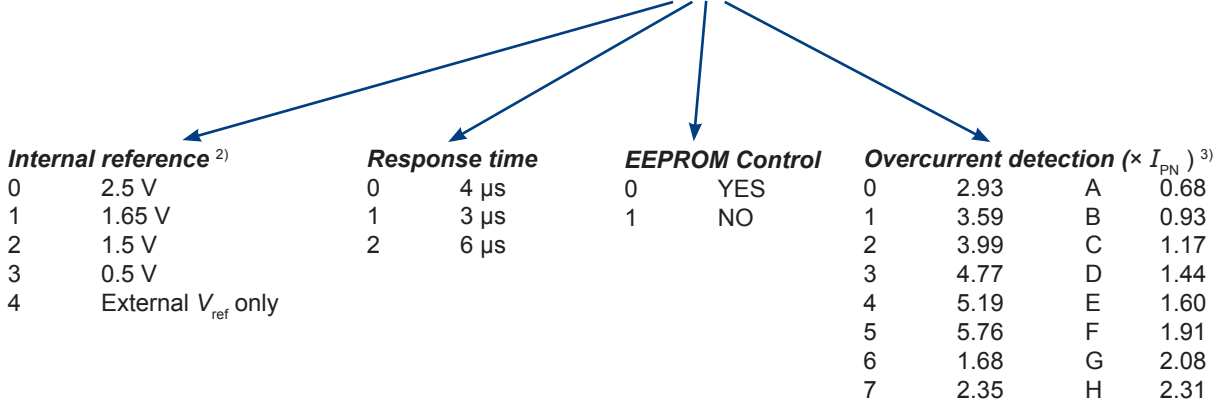 Internal reference 2)
0 2.5 V
1 1.65 V
2 1.5 V
3 0.5 V
4 External Vref only
Response time
0 4 µs
1 3 µs
2 6 µs
EEPROM Control
0 YES
1 NO
Overcurrent detection (× IPN ) 3)
0 2.93 A 0.68
1 3.59 B 0.93
2 3.99 C 1.17
3 4.77 D 1.44
4 5.19 E 1.60
5 5.76 F 1.91
6 1.68 G 2.08
7 2.35 H 2.31